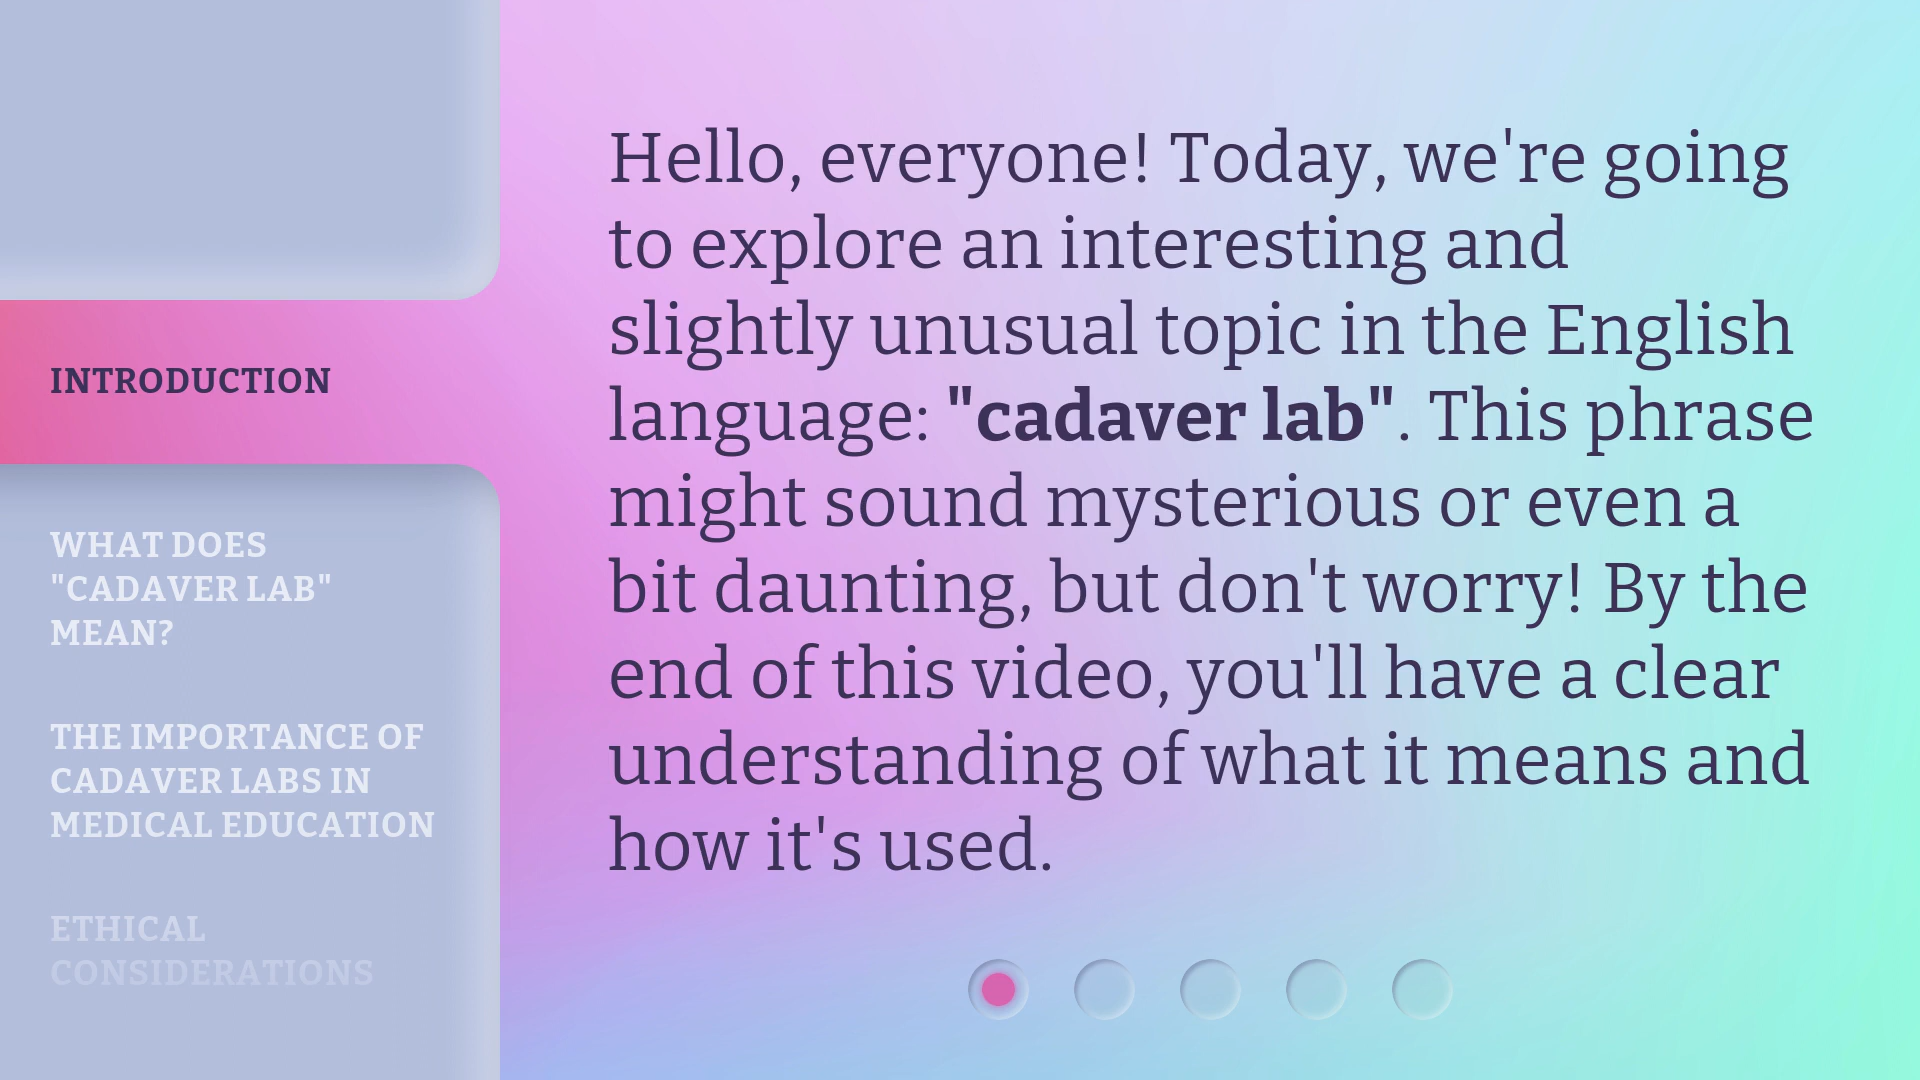 INTRODUCTION
WHAT DOES
"CADAVER LAB"
MEAN?
THE IMPORTANCE OF
CADAVER LABS IN
MEDICAL EDUCATION
ETHICAL
CONSIDERATIONS
Hello, everyone! Today, we're going
to explore an interesting and
slightly unusual topic in the English
language: "cadaver lab". This phrase
might sound mysterious or even a
bit daunting, but don't worry! By the
end of this video, you'll have a clear
understanding of what it means and
how it's used.